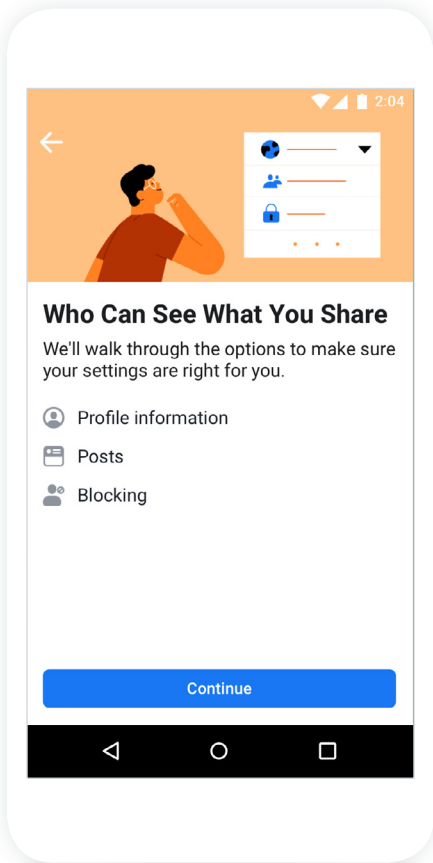 2:04
Who Can See What You Share
We'll walk through the options to make sure
your settings are right for you.
Profile information
Posts
Blocking
Continue